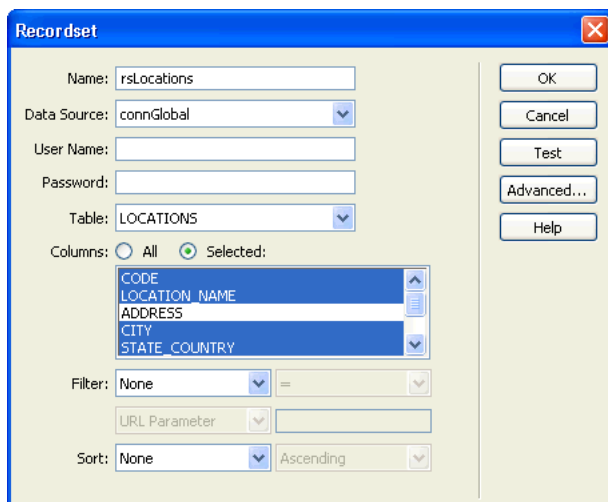 Recordset
Name: rsLocations
OK
Data Source: connGlobal
Cancel
User Name:
Test
Password:
Advanced...
Table: LOCATIONS
Help
Columns: All Selected:
CODE
LOCATION_NAME
ADDRESS
CITY
STATE_COUNTRY
Filter: None =
URL Parameter
Sort: None Ascending